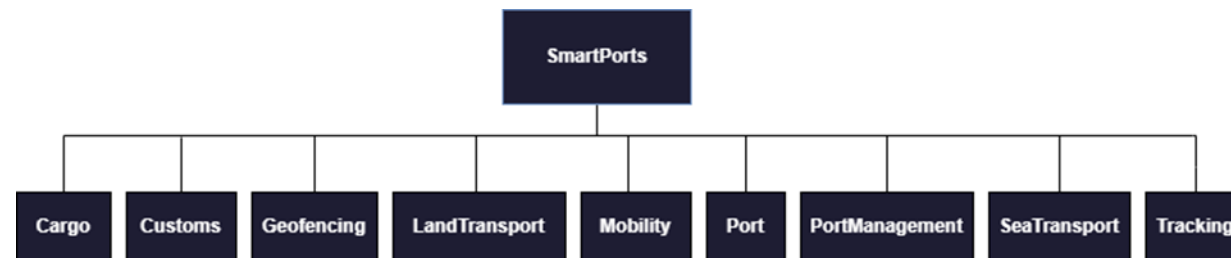 SmartPorts
Cargo
Customs
Geofencing
LandTransport
Mobility
Port
PortManagement
SeaTransport
Tracking